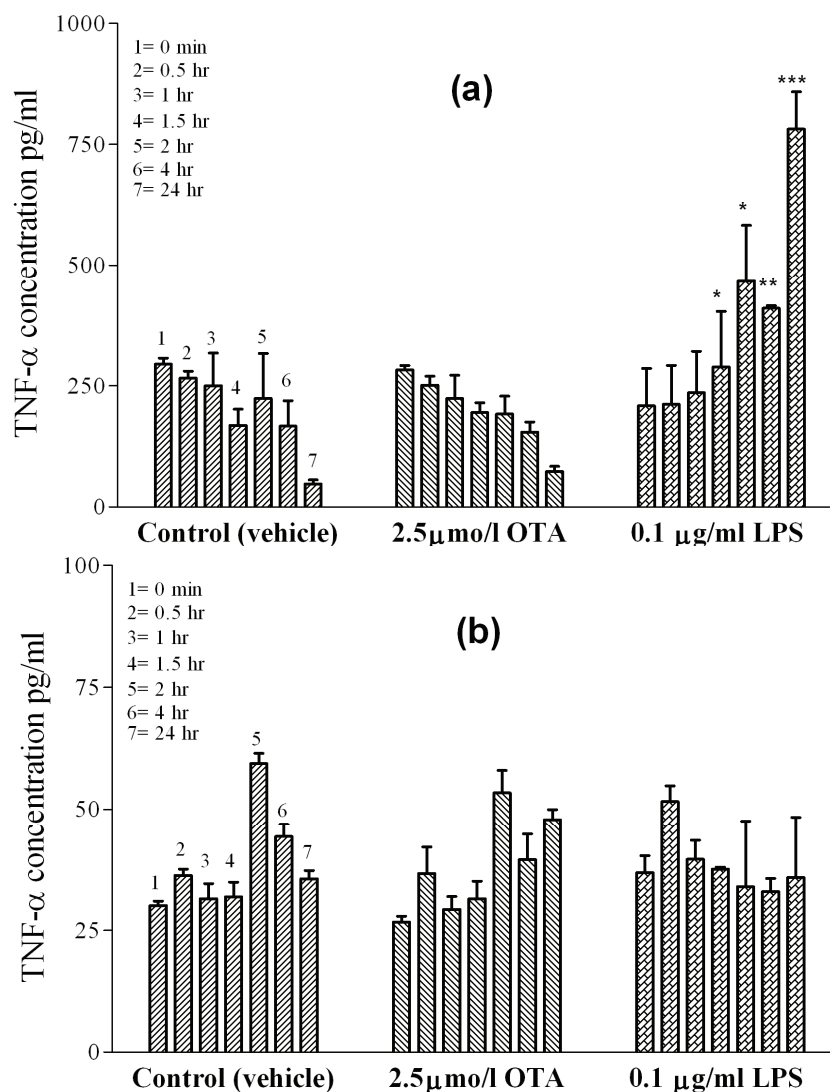 1000
750
500
250
0
TNF-α concentration pg/ml
1= 0 min
2= 0.5 hr
3= 1 hr
4= 1.5 hr
5= 2 hr
6= 4 hr
7= 24 hr
(a)
1
2
3
4
5
6
7
*
*
**
***
Control (vehicle)
2.5μmo/l OTA
0.1 μg/ml LPS
100
75
50
25
0
TNF-α concentration pg/ml
1= 0 min
2= 0.5 hr
3= 1 hr
4= 1.5 hr
5= 2 hr
6= 4 hr
7= 24 hr
(b)
1
2
3
4
5
6
7
Control (vehicle)
2.5μmo/l OTA
0.1 μg/ml LPS